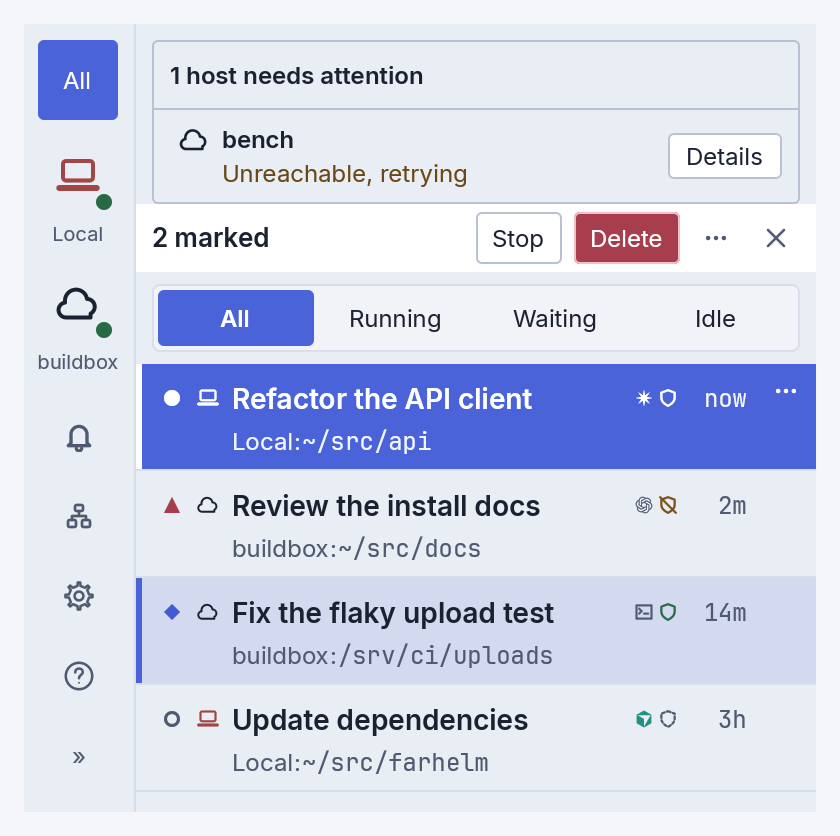 All
Local
buildbox
»
1 host needs attention
bench
Unreachable, retrying
Details
2 marked
Stop
Delete
All
Running
Waiting
Idle
Refactor the API client
now
Local:~/src/api
Review the install docs
2m
buildbox:~/src/docs
Fix the flaky upload test
14m
buildbox:/srv/ci/uploads
Update dependencies
3h
Local:~/src/farhelm